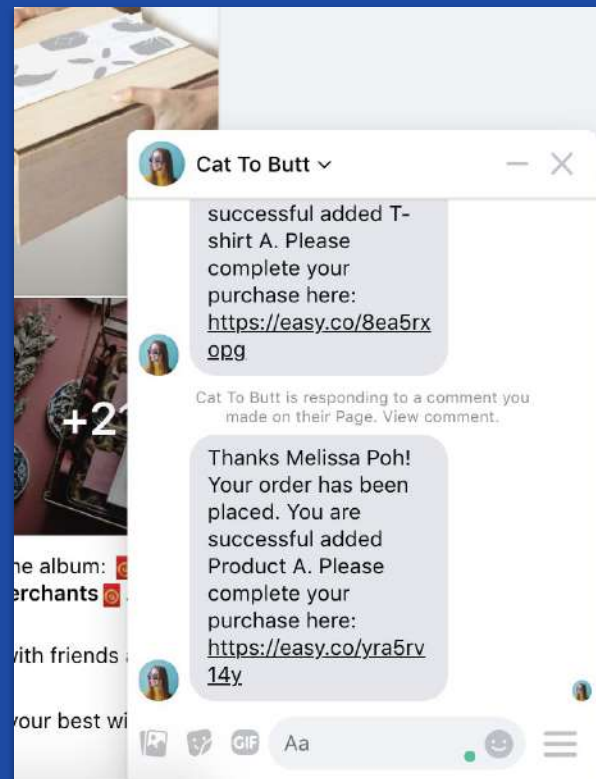 Cat To Butt
successful added T-
shirt A. Please
complete your
purchase here:
https://easy.co/8ea5rx
opg
Cat To Butt is responding to a comment you
made on their Page. View comment.
+2
Thanks Melissa Poh!
Your order has been
placed. You are
successful added
Product A. Please
complete your
purchase here:
https://easy.co/yra5rv
14y
he album:
erchants
with friends
your best wi
GIF
Aa